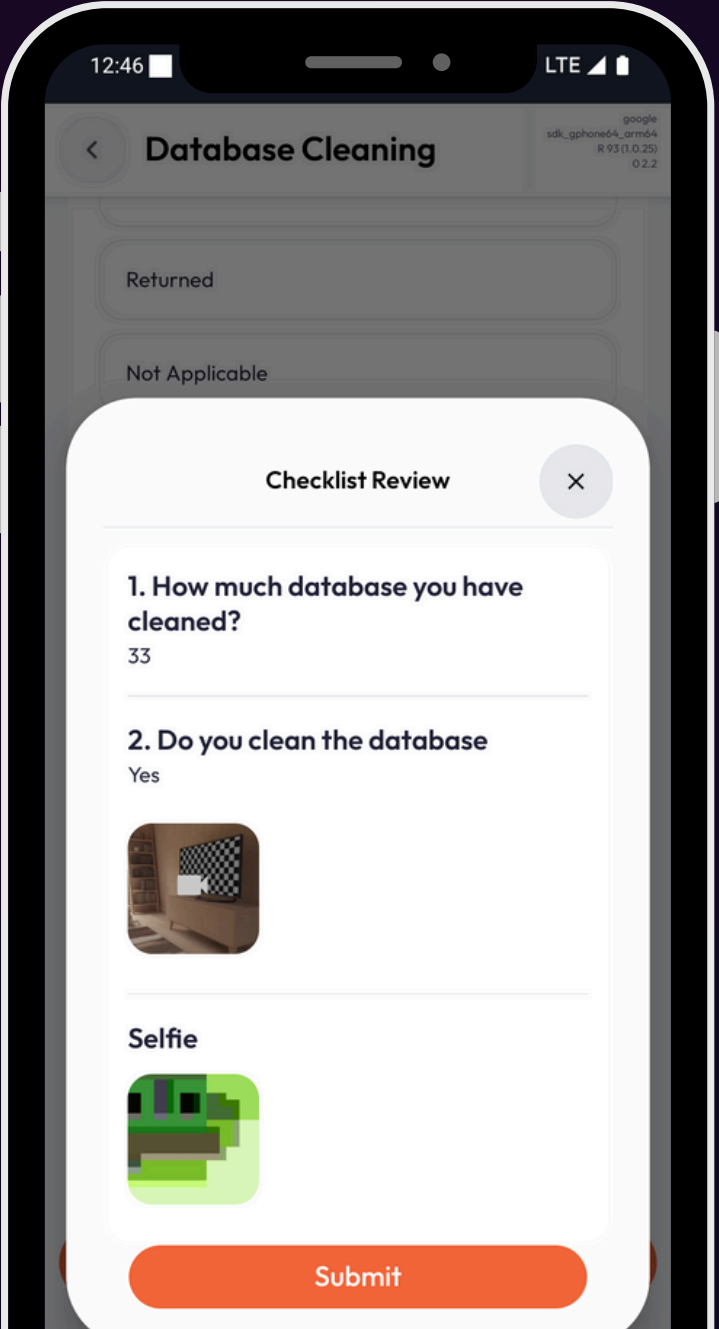 12:46
LTE
Database Cleaning
google
sdk_gphone64_arm64
R 93 (1.0.25)
0.2.2
Returned
Not Applicable
Checklist Review
1. How much database you have
cleaned?
33
2. Do you clean the database
Yes
Selfie
Submit